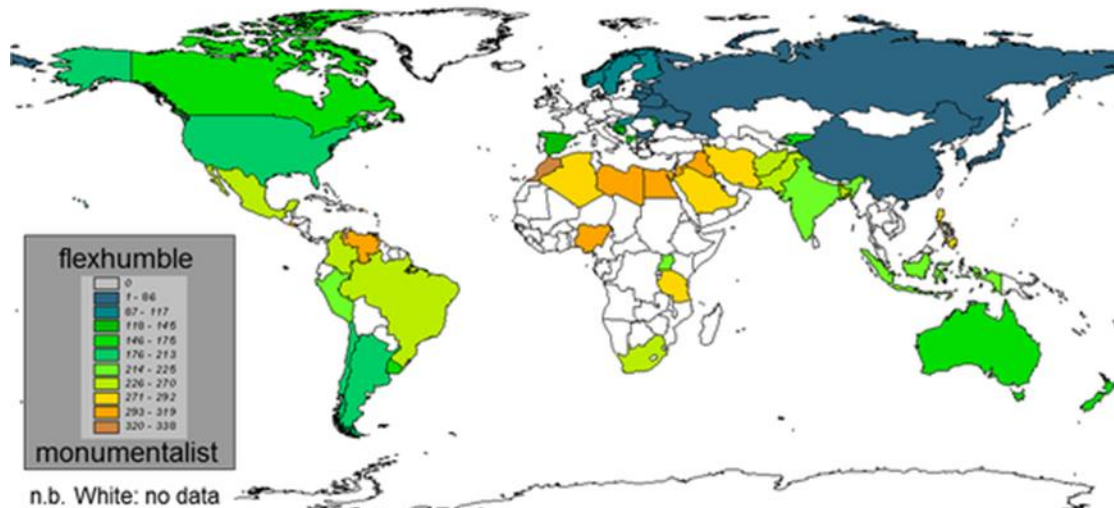 flexhumble
0
1 - 86
87 - 117
118 - 145
146 - 175
176 - 213
214 - 225
226 - 270
271 - 292
293 - 319
320 - 338
monumentalist
n.b. White: no data